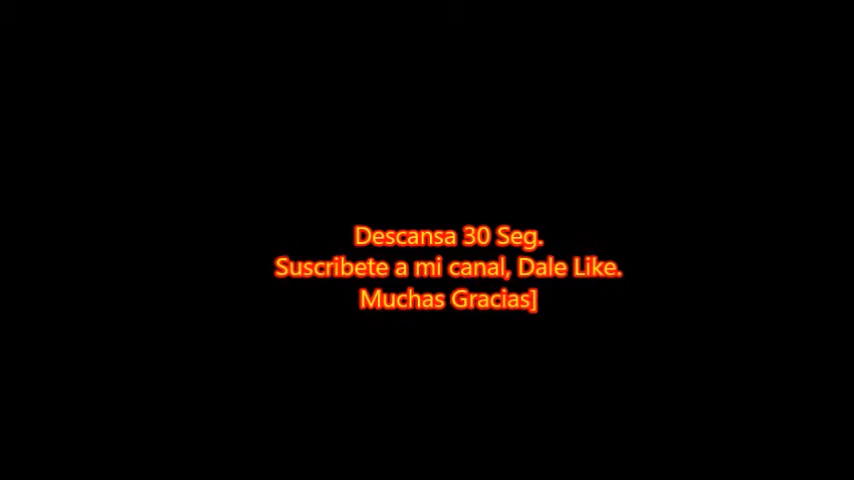 Descansa 30 Seg.
Suscribete a mi canal, Dale Like.
Muchas Gracias]